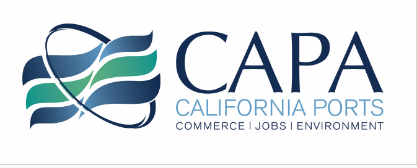 CAPA
CALIFORNIA PORTS
COMMERCE | JOBS | ENVIRONMENT